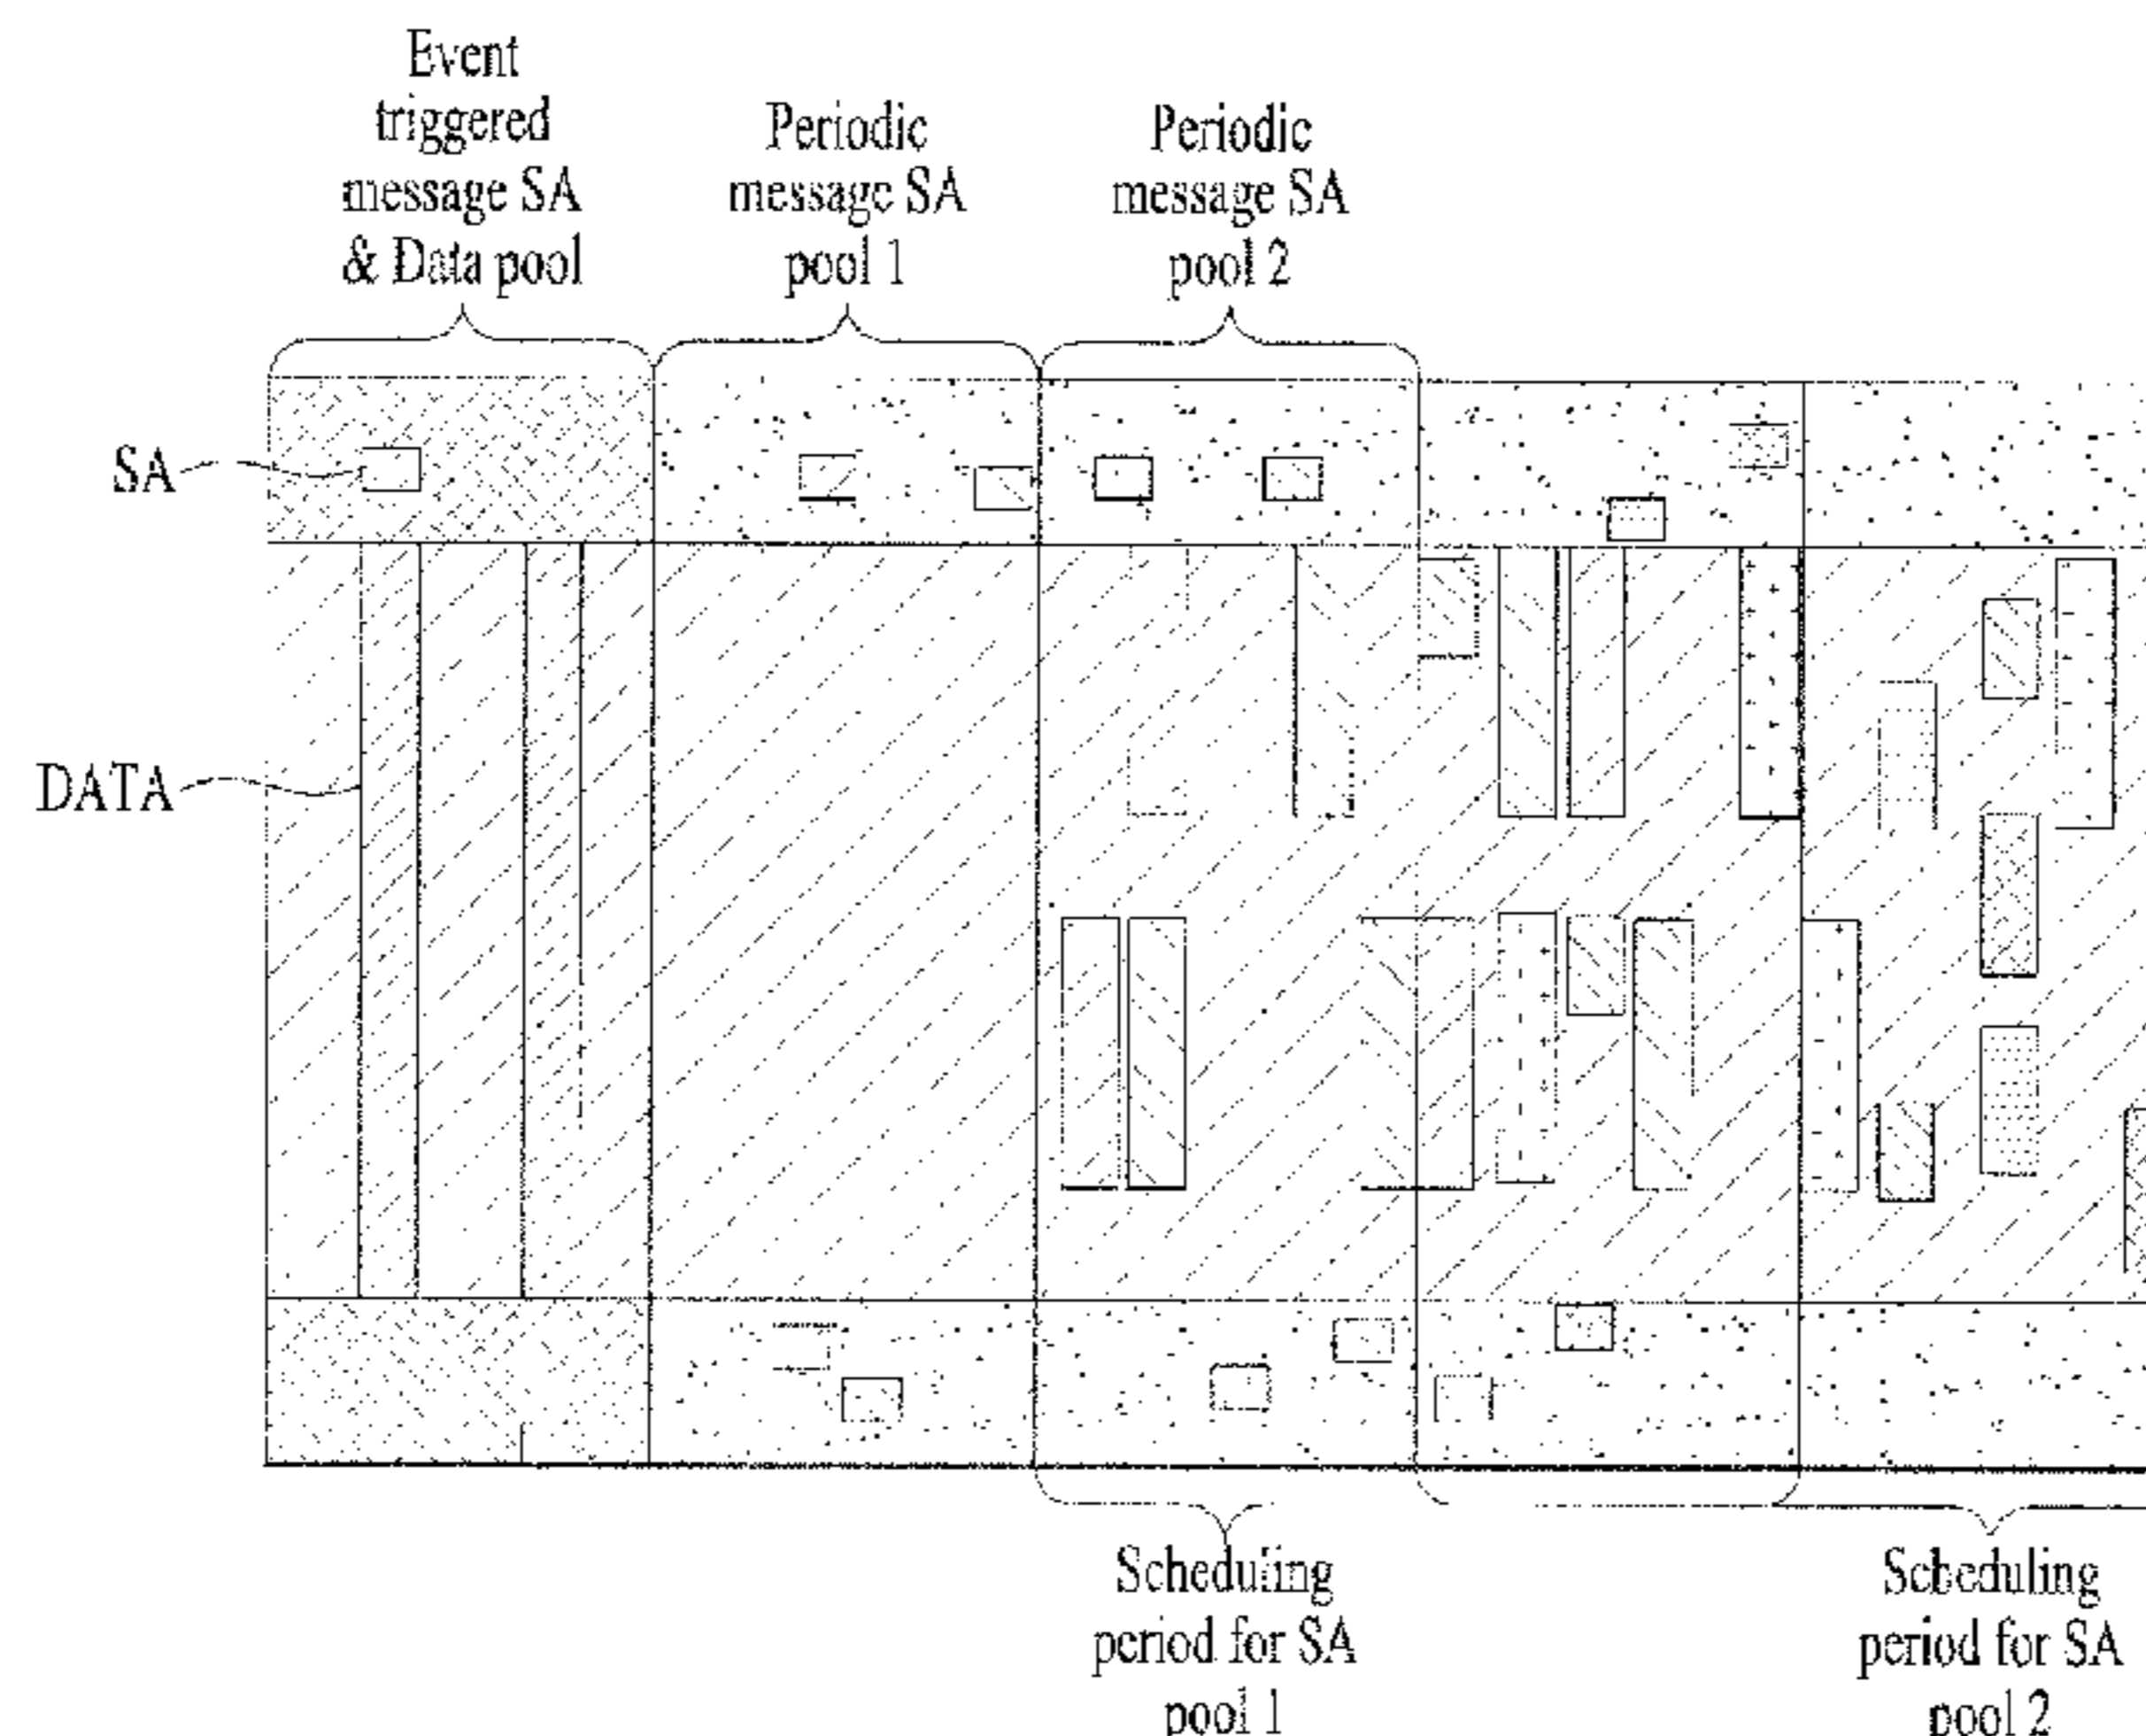 Event
triggered
message SA
& Data pool
Periodic
message SA
pool 1
Periodic
message SA
pool 2
SA
DATA
Scheduling
period for SA
pool 1
Scheduling
period for SA
pool 2